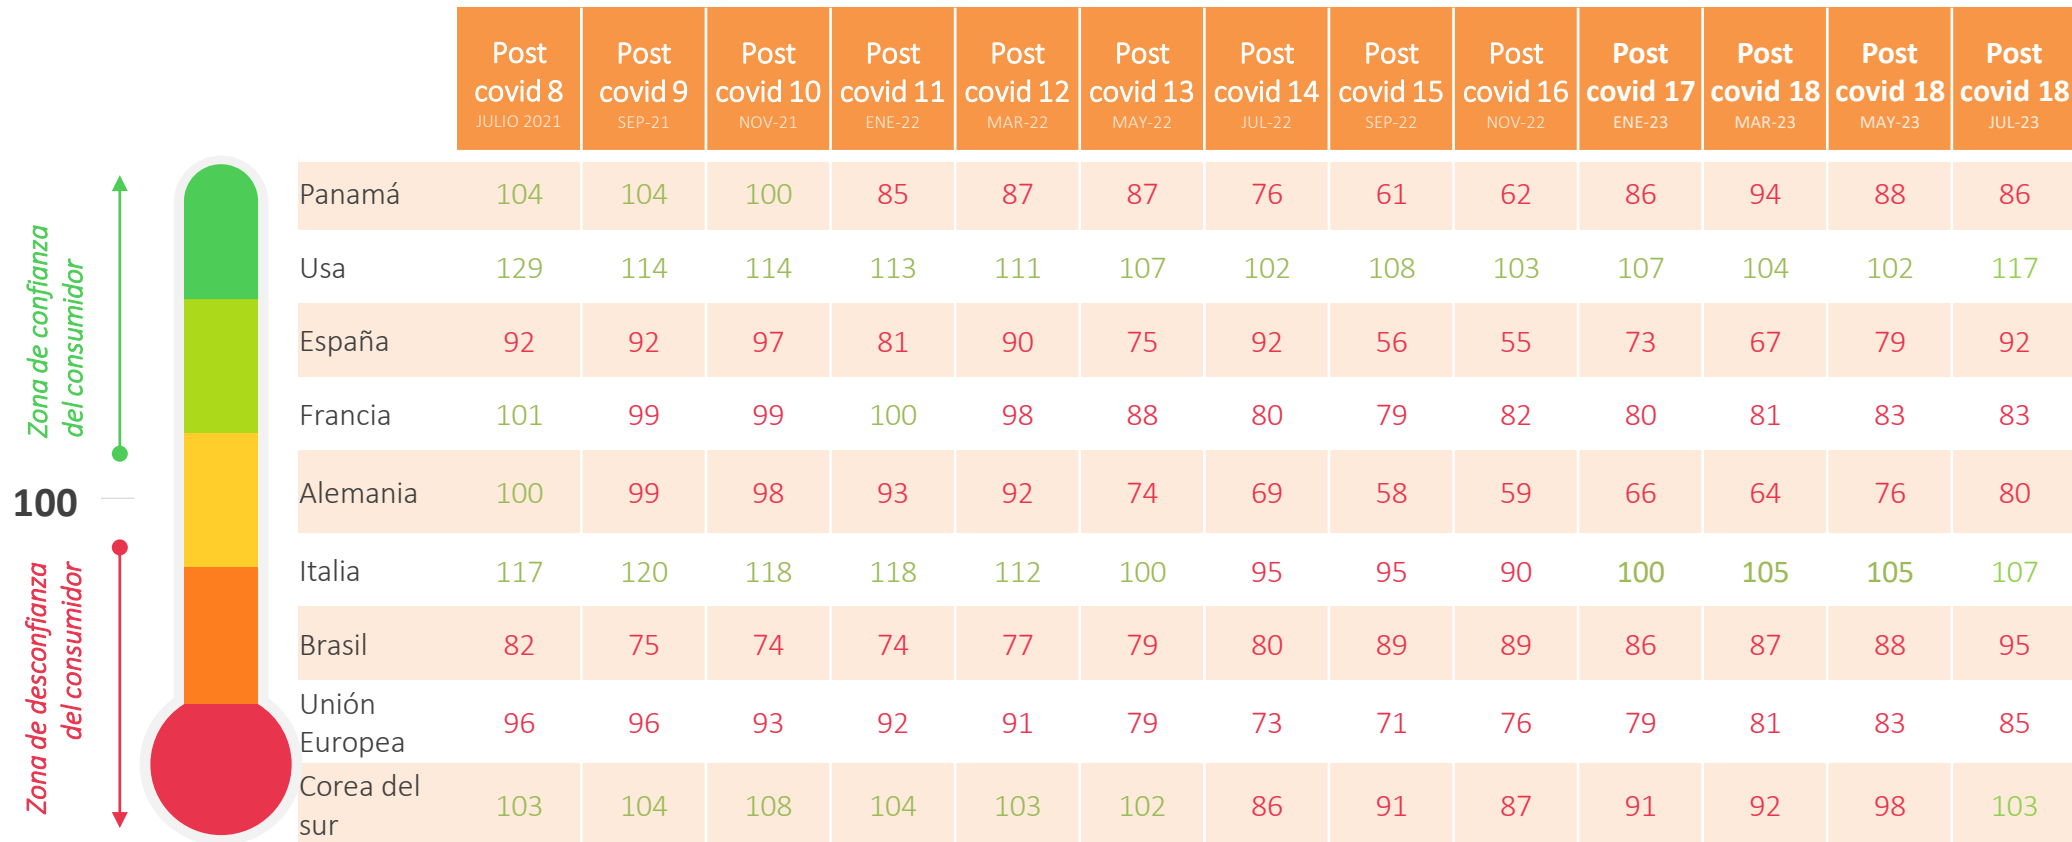 Post covid 8 JULIO 2021
Post covid 9 SEP-21
Post covid 10 NOV-21
Post covid 11 ENE-22
Post covid 12 MAR-22
Post covid 13 MAY-22
Post covid 14 JUL-22
Post covid 15 SEP-22
Post covid 16 NOV-22
Post covid 17 ENE-23
Post covid 18 MAR-23
Post covid 18 MAY-23
Post covid 18 JUL-23
Zona de confianza
del consumidor
100
Zona de desconfianza
del consumidor
Panamá 104 104 100 85 87 87 76 61 62 86 94 88 86
Usa 129 114 114 113 111 107 102 108 103 107 104 102 117
España 92 92 97 81 90 75 92 56 55 73 67 79 92
Francia 101 99 99 100 98 88 80 79 82 80 81 83 83
Alemania 100 99 98 93 92 74 69 58 59 66 64 76 80
Italia 117 120 118 118 112 100 95 95 90 100 105 105 107
Brasil 82 75 74 74 77 79 80 89 89 86 87 88 95
Unión
Europea 96 96 93 92 91 79 73 71 76 79 81 83 85
Corea del
sur 103 104 108 104 103 102 86 91 87 91 92 98 103